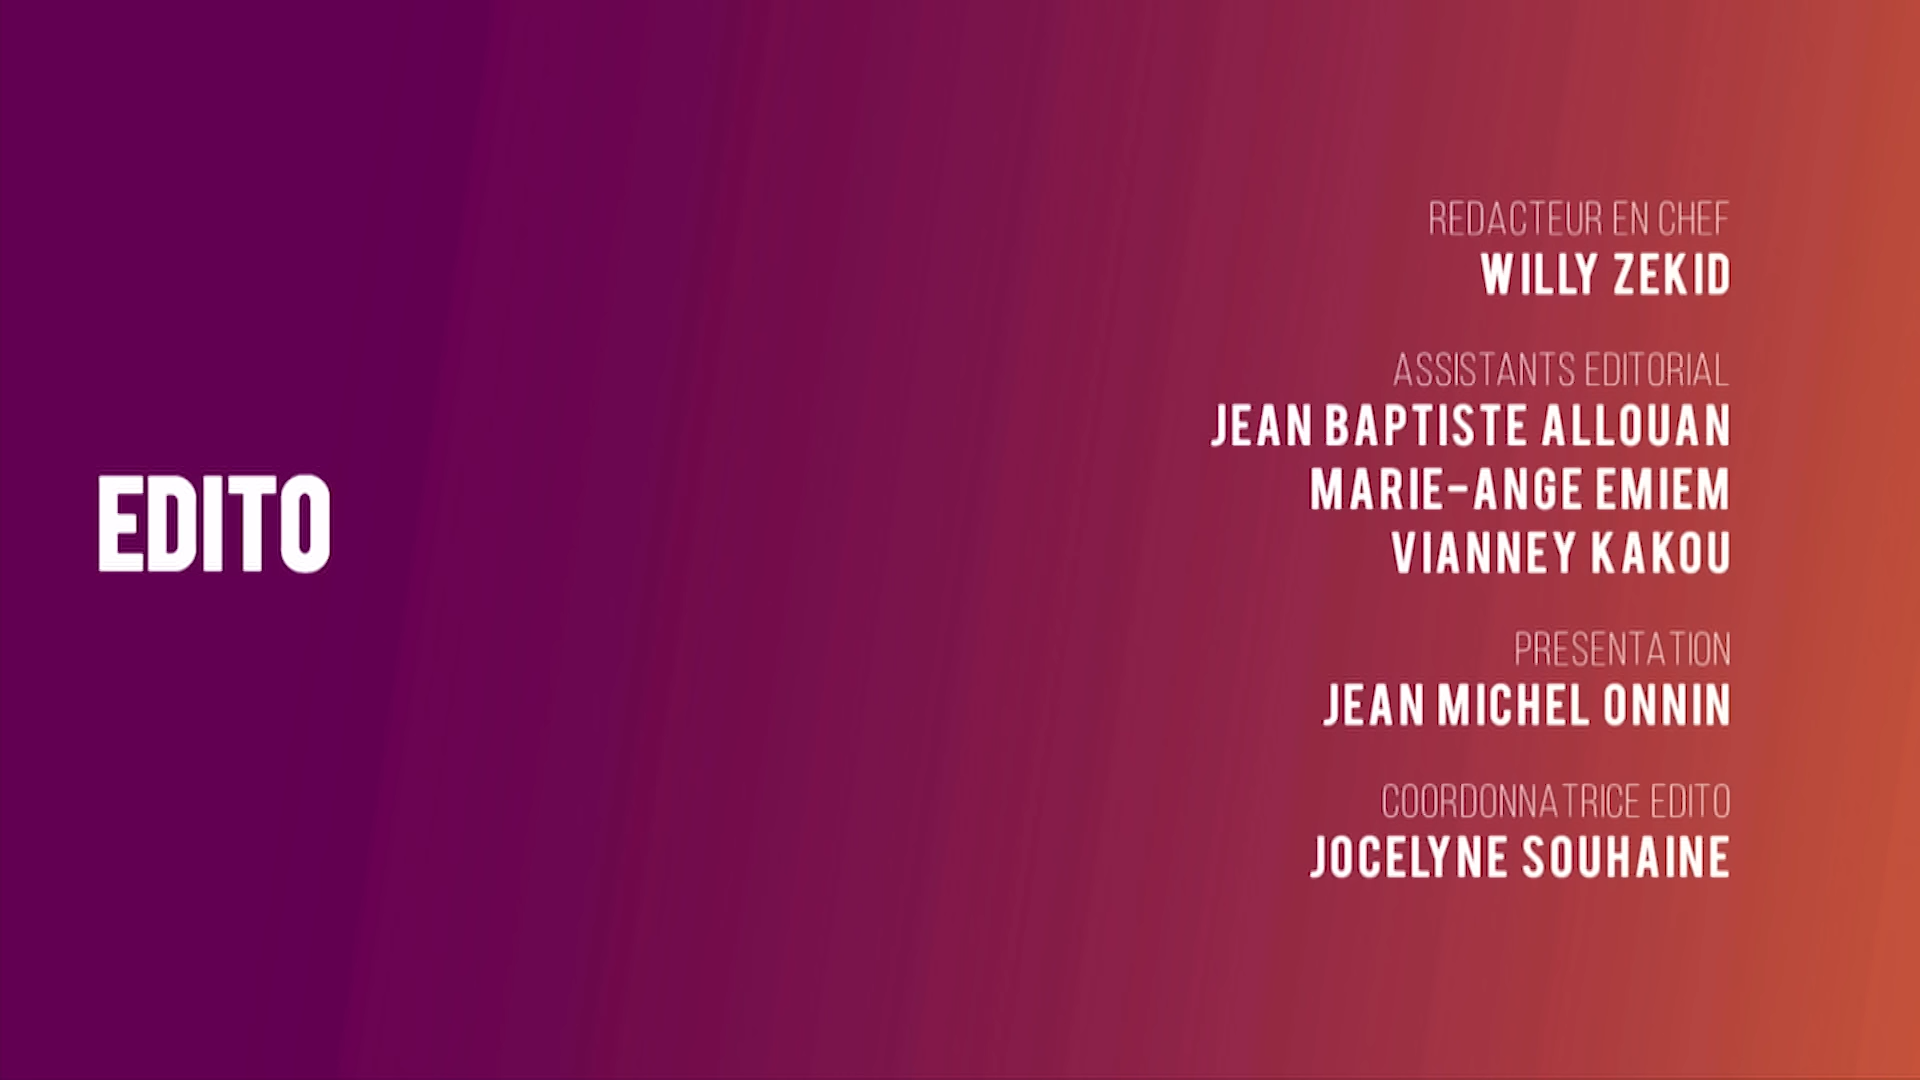 EDITO
REDACTEUR EN CHEF
WILLY ZEKID
ASSISTANTS EDITORIAL
JEAN BAPTISTE ALLOUAN
MARIE-ANGE EMIEM
VIANNEY KAKOU
PRESENTATION
JEAN MICHEL ONNIN
COORDONNATRICE EDITO
JOCELYNE SOUHAINE